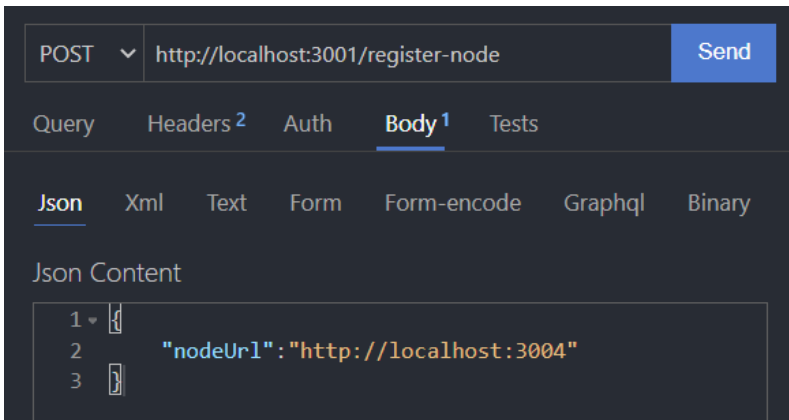 POST http://localhost:3001/register-node Send
Query Headers 2 Auth Body 1 Tests
Json Xml Text Form Form-encode Graphql Binary
Json Content
1 {
2 "nodeUrl":"http://localhost:3004"
3 }